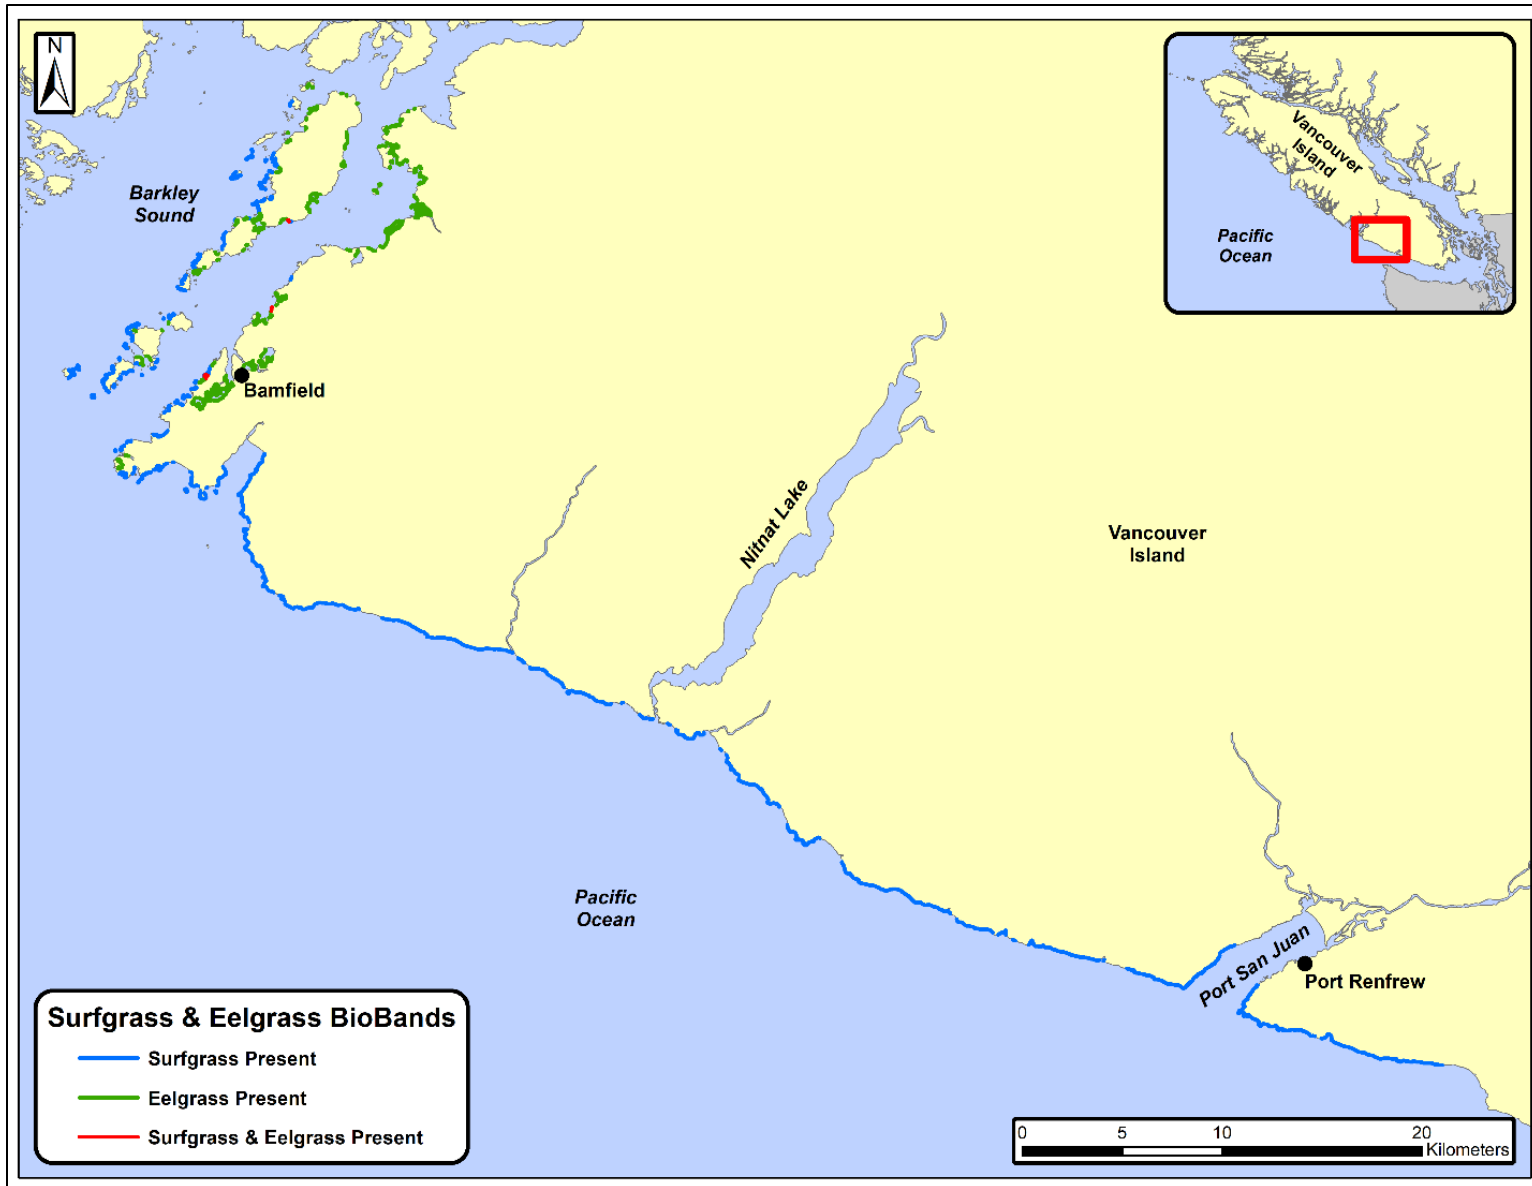 N
Barkley
Sound
Vancouver
Island
Pacific
Ocean
Bamfield
Nitnat Lake
Vancouver
Island
Pacific
Ocean
Port San Juan
Port Renfrew
Surfgrass & Eelgrass BioBands
Surfgrass Present
Eelgrass Present
Surfgrass & Eelgrass Present
0 5 10 20
Kilometers